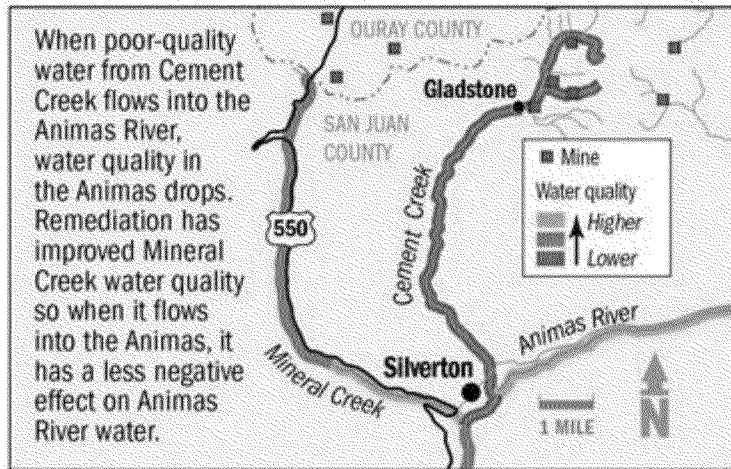 When poor-quality
water from Cement
Creek flows into the
Animas River,
water quality in
the Animas drops.
Remediation has
improved Mineral
Creek water quality
so when it flows
into the Animas, it
has a less negative
effect on Animas
River water.
OURAY COUNTY
SAN JUAN
COUNTY
Gladstone
Mine
Water quality
Higher
Lower
550
Cement Creek
Animas River
Silverton
Mineral Creek
1 MILE
N